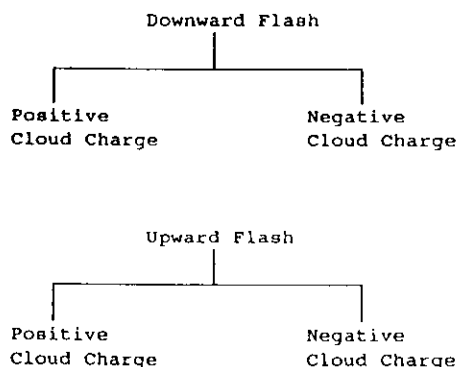 Downward Flash
Positive Negative
Cloud Charge Cloud Charge
Upward Flash
Positive Negative
Cloud Charge Cloud Charge